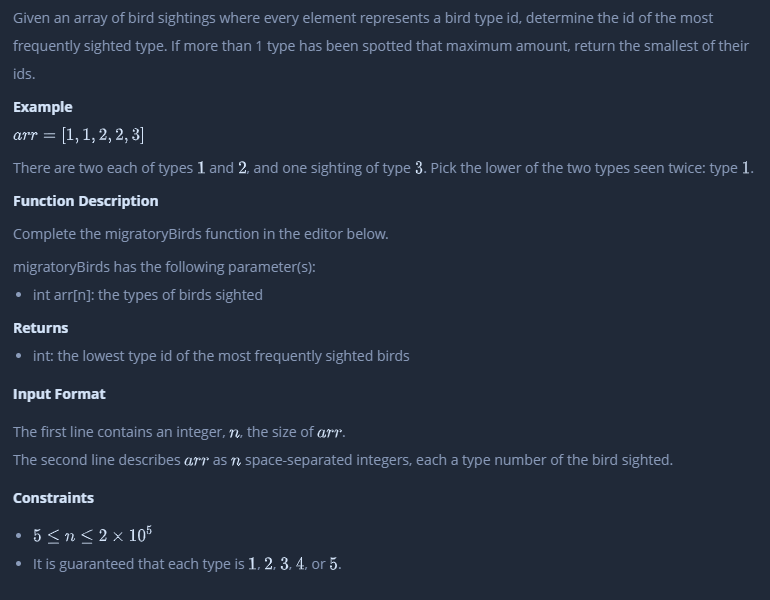 Given an array of bird sightings where every element represents a bird type id, determine the id of the most
frequently sighted type. If more than 1 type has been spotted that maximum amount, return the smallest of their
ids.
Example
arr = [1, 1, 2, 2, 3]
There are two each of types 1 and 2, and one sighting of type 3. Pick the lower of the two types seen twice: type 1.
Function Description
Complete the migratoryBirds function in the editor below.
migratoryBirds has the following parameter(s):
• int arr[n]: the types of birds sighted
Returns
• int: the lowest type id of the most frequently sighted birds
Input Format
The first line contains an integer, n, the size of arr.
The second line describes arr as n space-separated integers, each a type number of the bird sighted.
Constraints
• 5 ≤ n ≤ 2 × 10⁵
• It is guaranteed that each type is 1, 2, 3, 4, or 5.